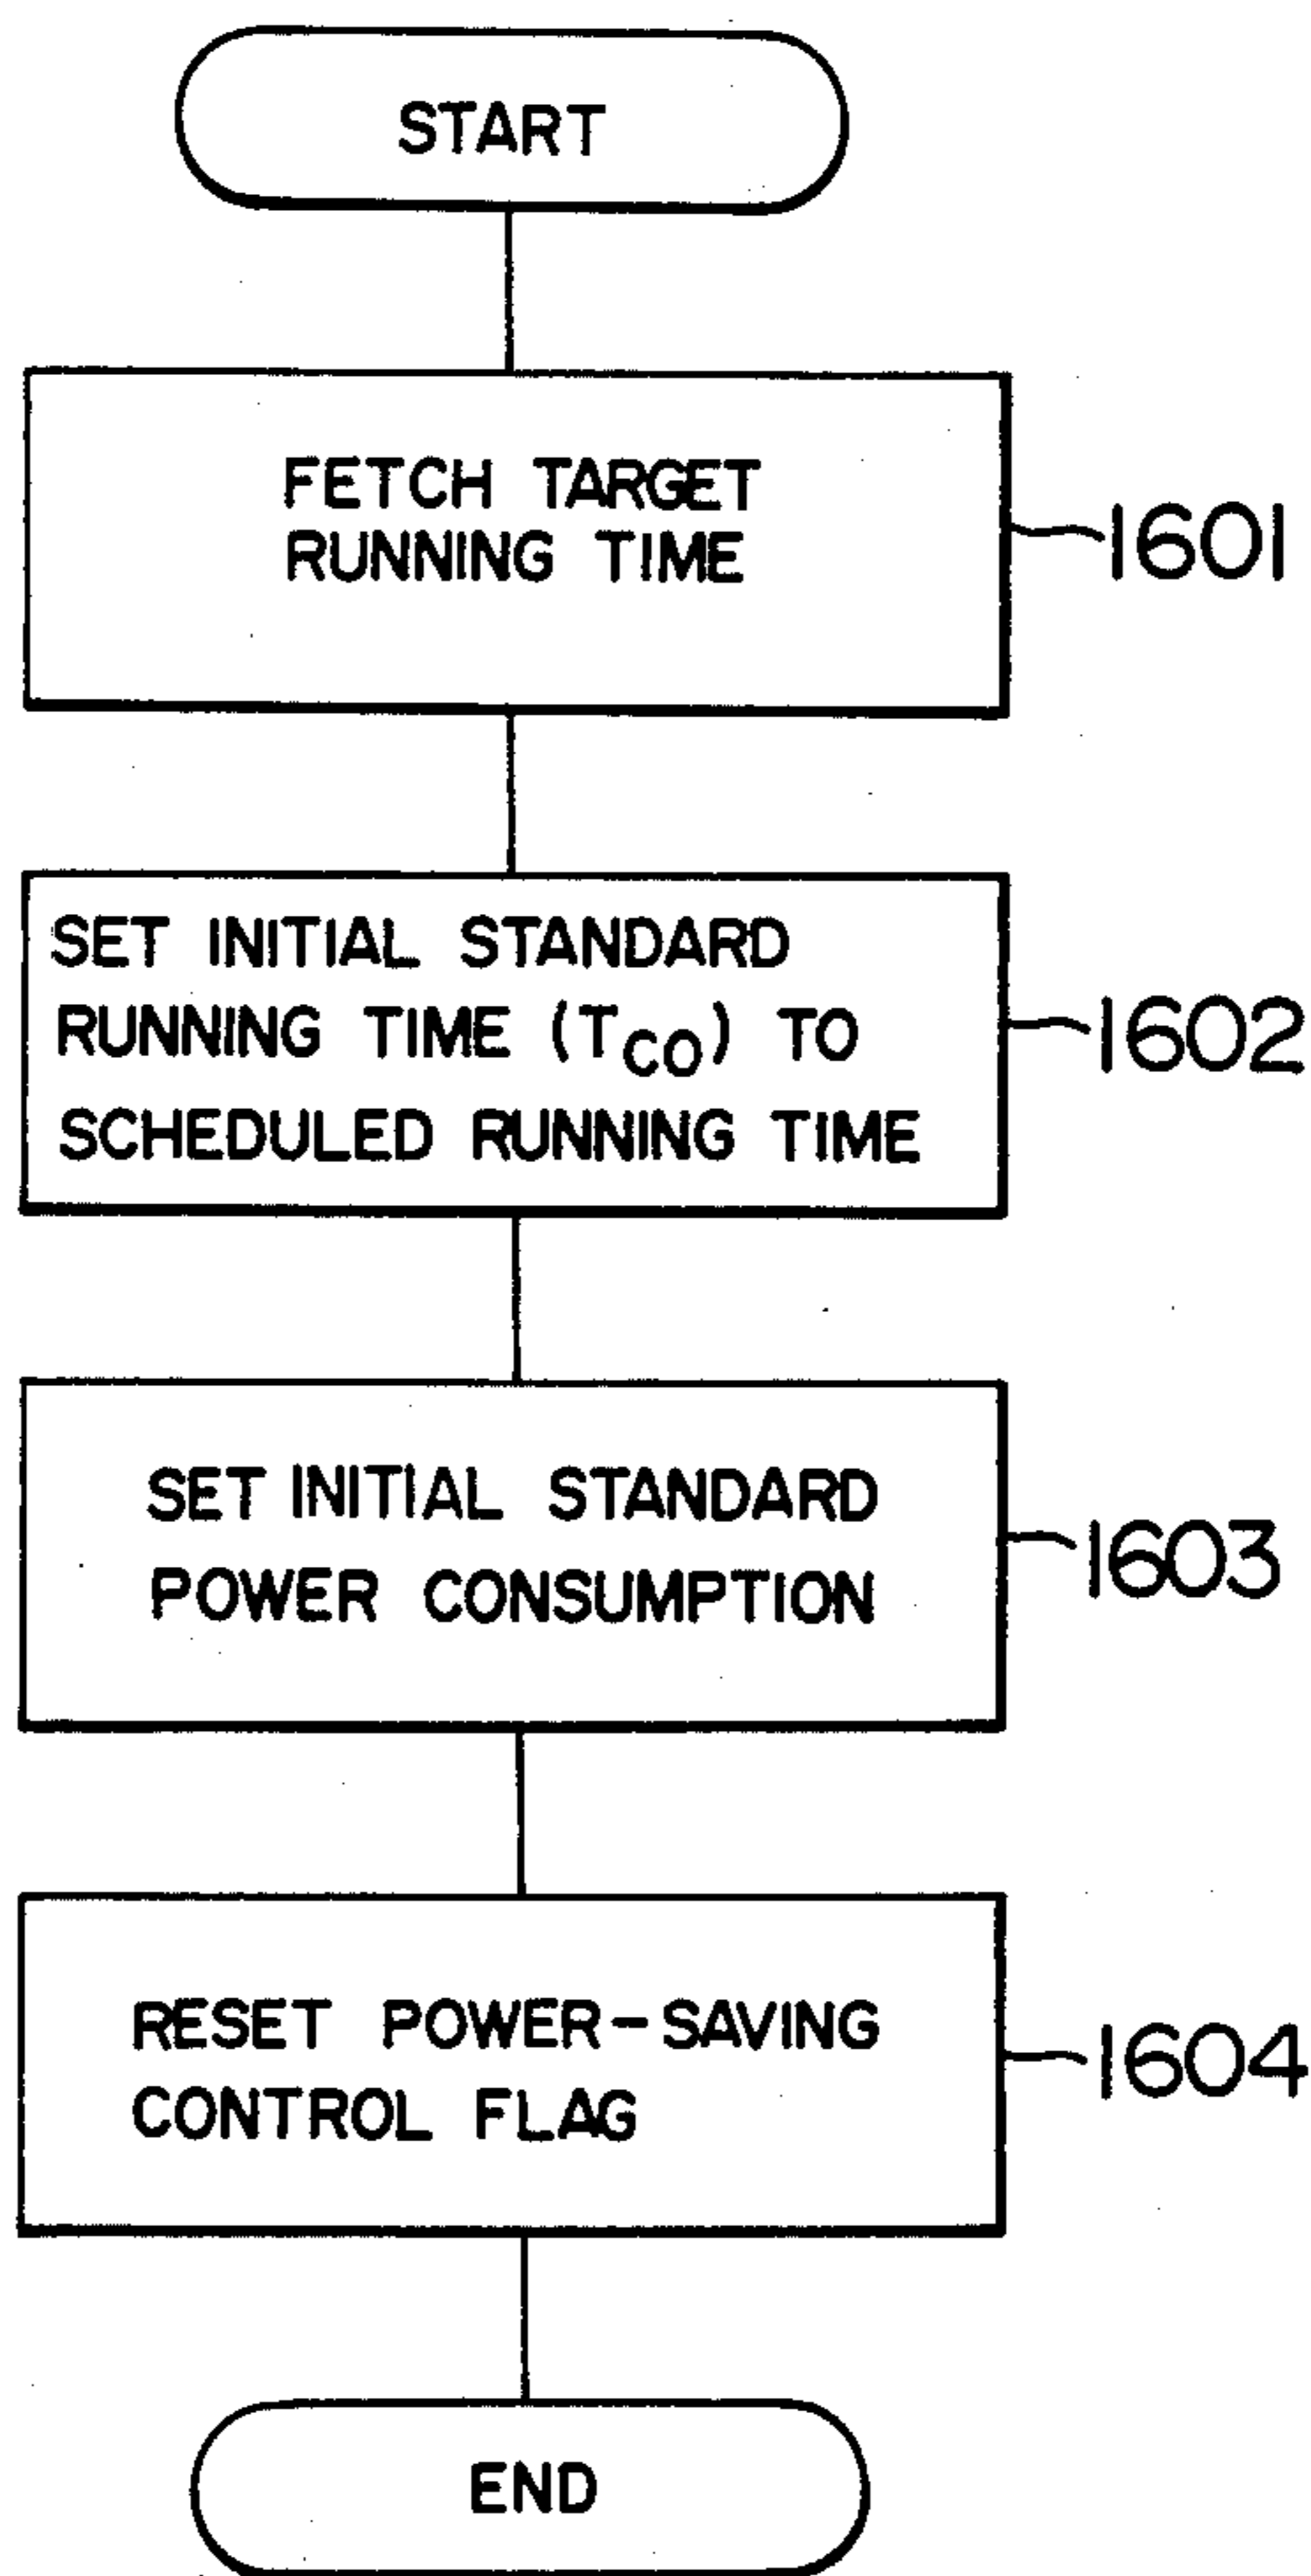 START
FETCH TARGET
RUNNING TIME
1601
SET INITIAL STANDARD
RUNNING TIME (TCO) TO
SCHEDULED RUNNING TIME
1602
SET INITIAL STANDARD
POWER CONSUMPTION
1603
RESET POWER-SAVING
CONTROL FLAG
1604
END